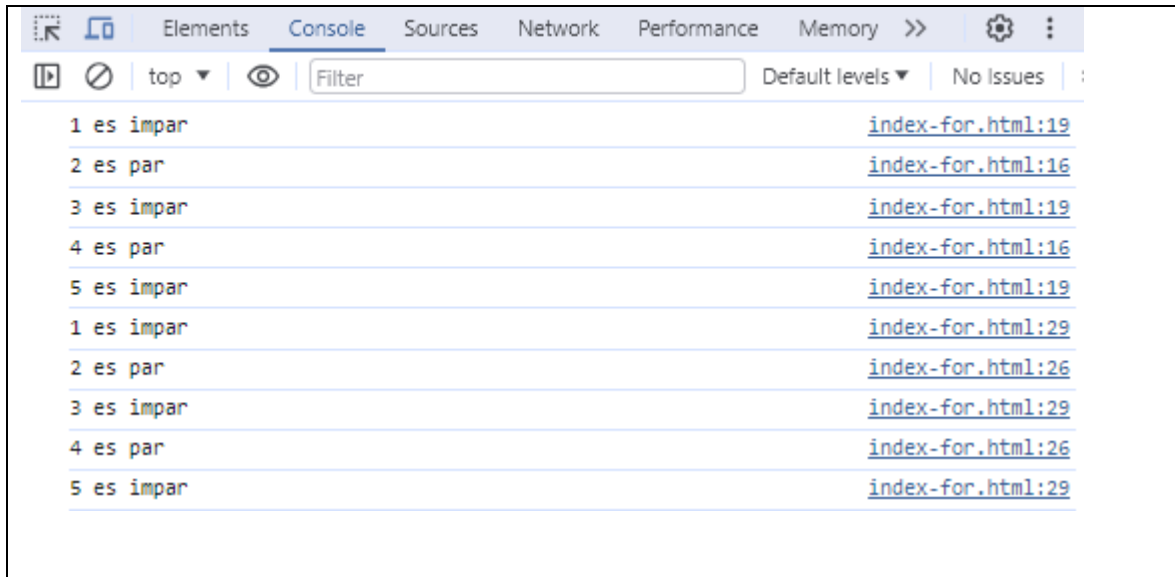 Elements Console Sources Network Performance Memory
top Filter Default levels No Issues
1 es impar index-for.html:19
2 es par index-for.html:16
3 es impar index-for.html:19
4 es par index-for.html:16
5 es impar index-for.html:19
1 es impar index-for.html:29
2 es par index-for.html:26
3 es impar index-for.html:29
4 es par index-for.html:26
5 es impar index-for.html:29